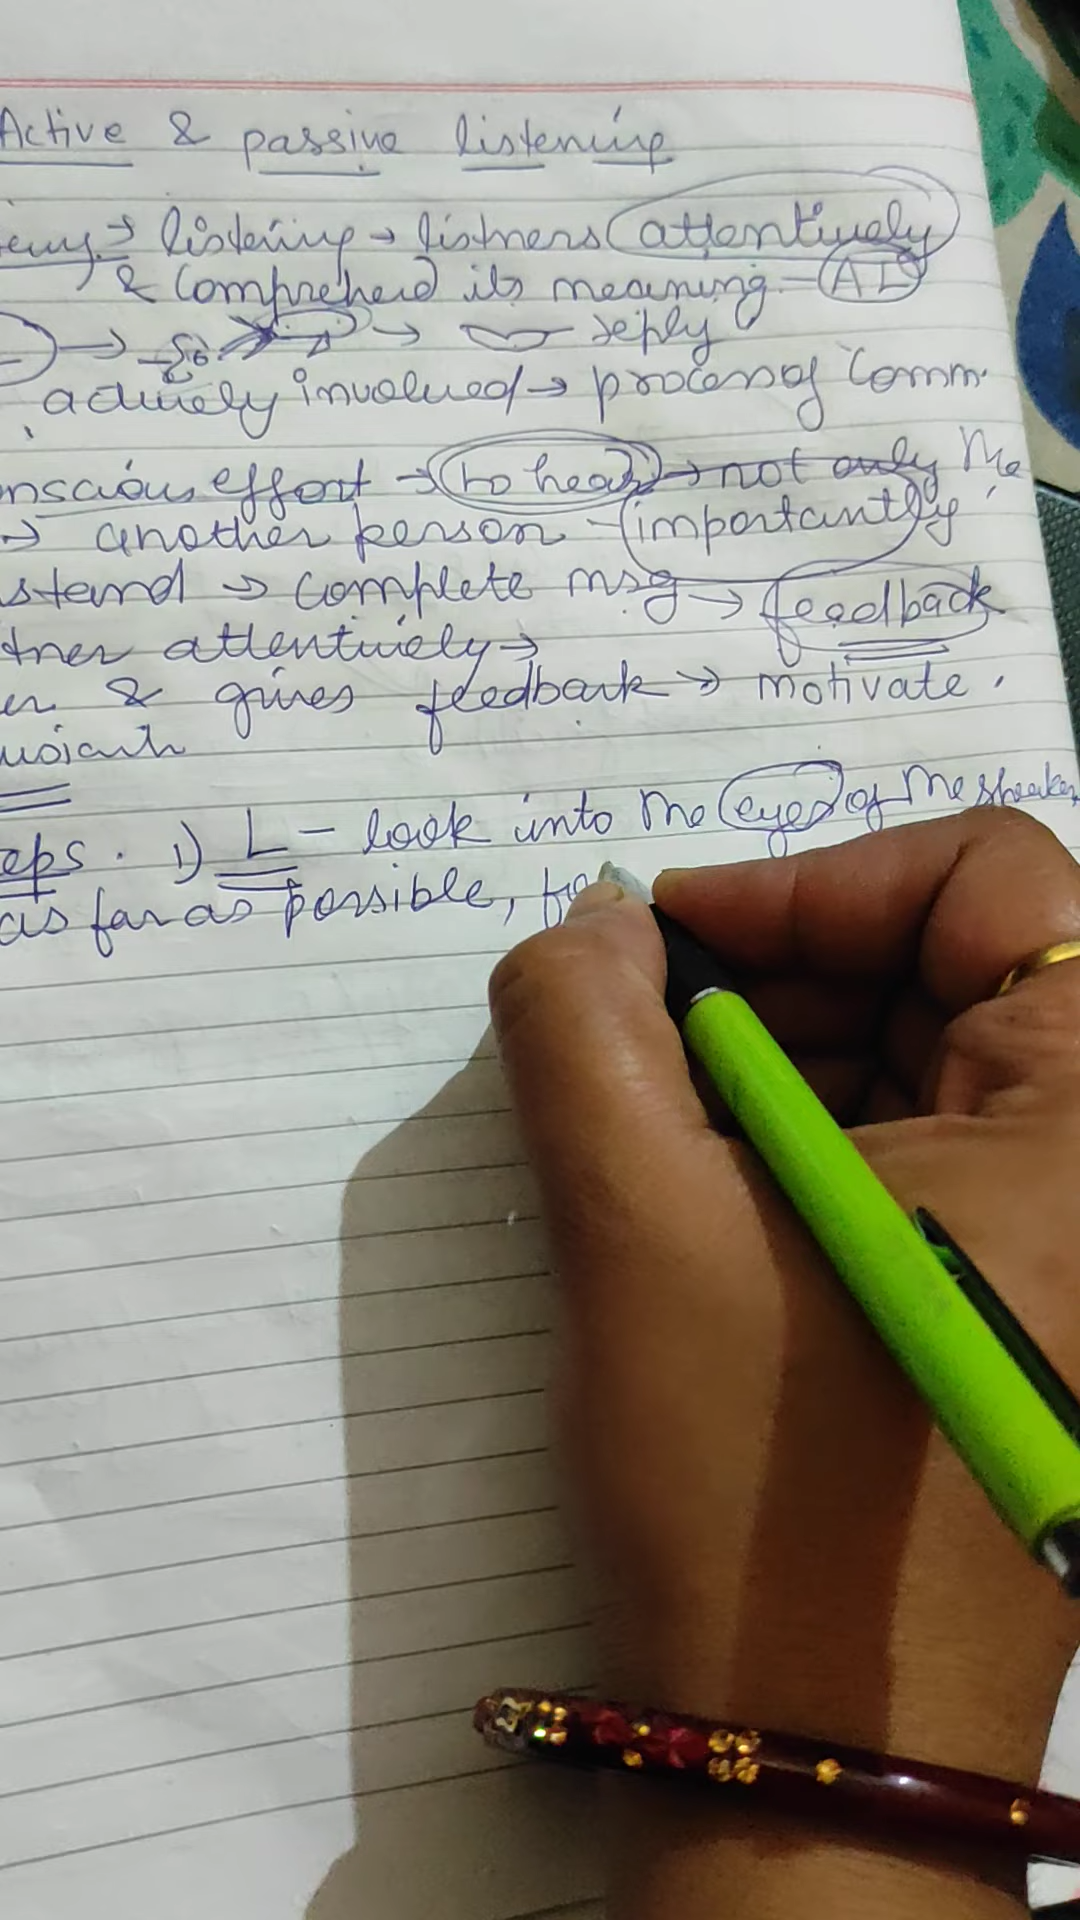 Active & passive listening
listening → listners attentively
& comprehend its meaning - AL
→ → reply
actively involved → process of Comm.
effort → to hear → not only the
→ another person - importantly
stand → complete msg → feedback
attentively →
& gives feedback → motivate.
eps. 1) L - look into the eyes of the speaker
as far as possible,